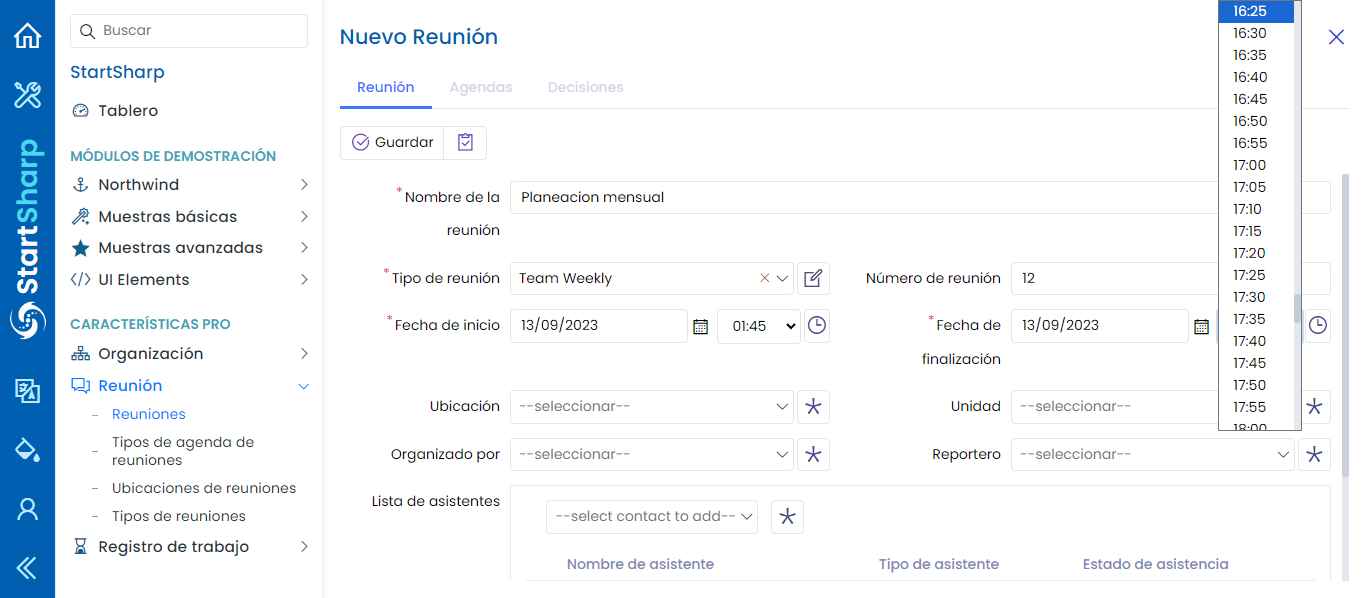 StartSharp
Buscar
StartSharp
Tablero
MÓDULOS DE DEMOSTRACIÓN
Northwind
Muestras básicas
Muestras avanzadas
UI Elements
CARACTERÍSTICAS PRO
Organización
Reunión
Reuniones
Tipos de agenda de
reuniones
Ubicaciones de reuniones
Tipos de reuniones
Registro de trabajo
Nuevo Reunión
Reunión Agendas Decisiones
Guardar
*Nombre de la
reunión
Planeacion mensual
*Tipo de reunión
Team Weekly
Número de reunión
12
*Fecha de inicio
13/09/2023
01:45
*Fecha de
finalización
13/09/2023
Ubicación
--seleccionar--
Unidad
--seleccionar--
Organizado por
--seleccionar--
Reportero
--seleccionar--
Lista de asistentes
--select contact to add--
Nombre de asistente Tipo de asistente Estado de asistencia
16:25
16:30
16:35
16:40
16:45
16:50
16:55
17:00
17:05
17:10
17:15
17:20
17:25
17:30
17:35
17:40
17:45
17:50
17:55
18:00